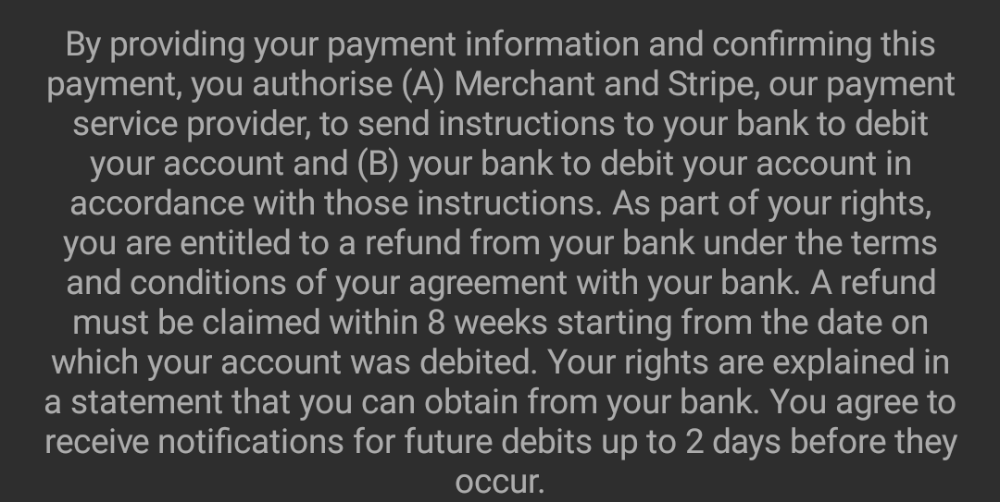 By providing your payment information and confirming this
payment, you authorise (A) Merchant and Stripe, our payment
service provider, to send instructions to your bank to debit
your account and (B) your bank to debit your account in
accordance with those instructions. As part of your rights,
you are entitled to a refund from your bank under the terms
and conditions of your agreement with your bank. A refund
must be claimed within 8 weeks starting from the date on
which your account was debited. Your rights are explained in
a statement that you can obtain from your bank. You agree to
receive notifications for future debits up to 2 days before they
occur.